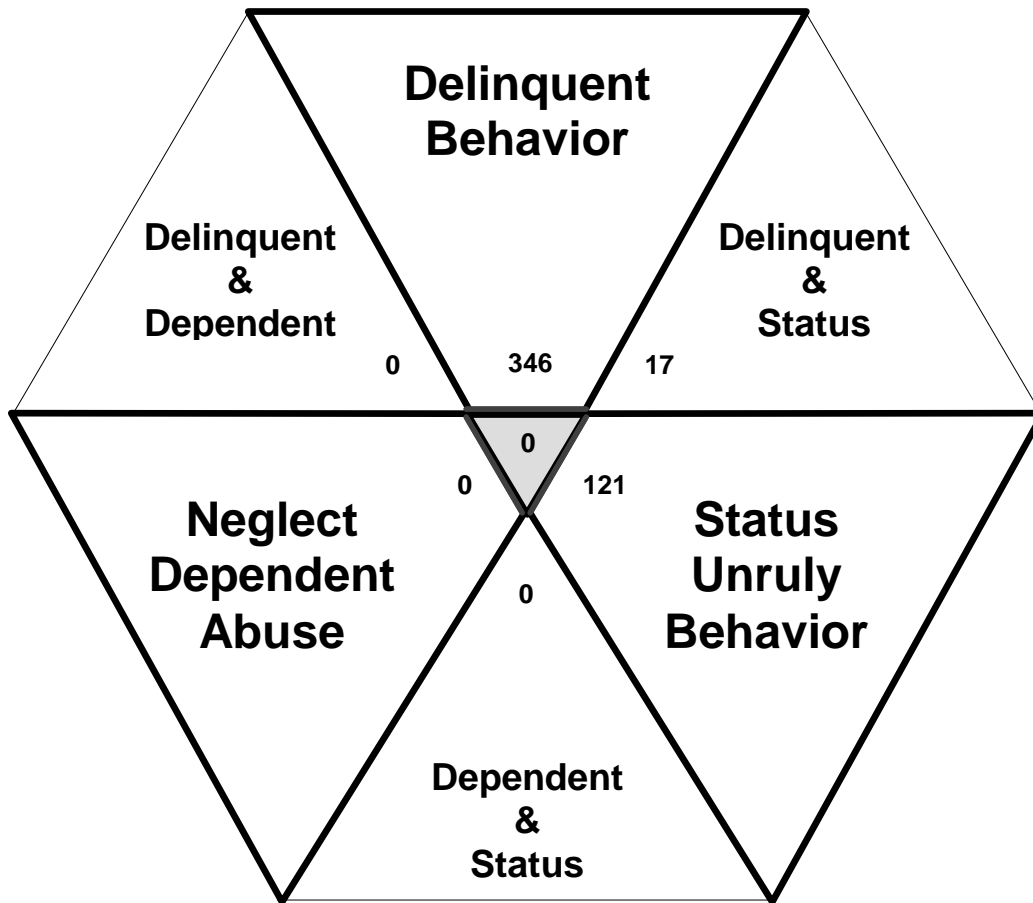 Delinquent
Behavior
Delinquent
&
Dependent
Delinquent
&
Status
0
346
17
0
0
121
Neglect
Dependent
Abuse
Status
Unruly
Behavior
0
Dependent
&
Status